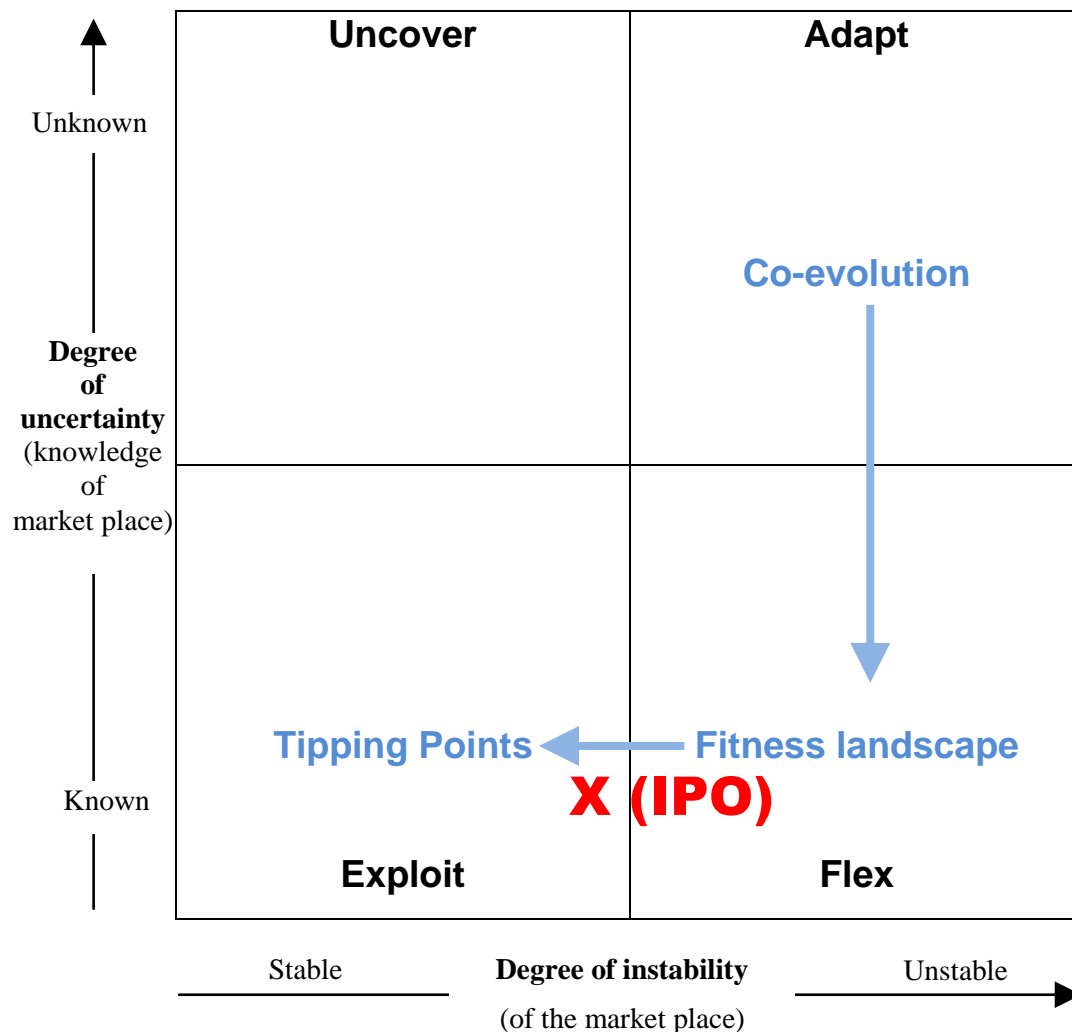 Uncover
Adapt
Unknown
Co-evolution
Degree
of
uncertainty
(knowledge
of
market place)
Tipping Points
Fitness landscape
Known
X (IPO)
Exploit
Flex
Stable
Degree of instability
Unstable
(of the market place)